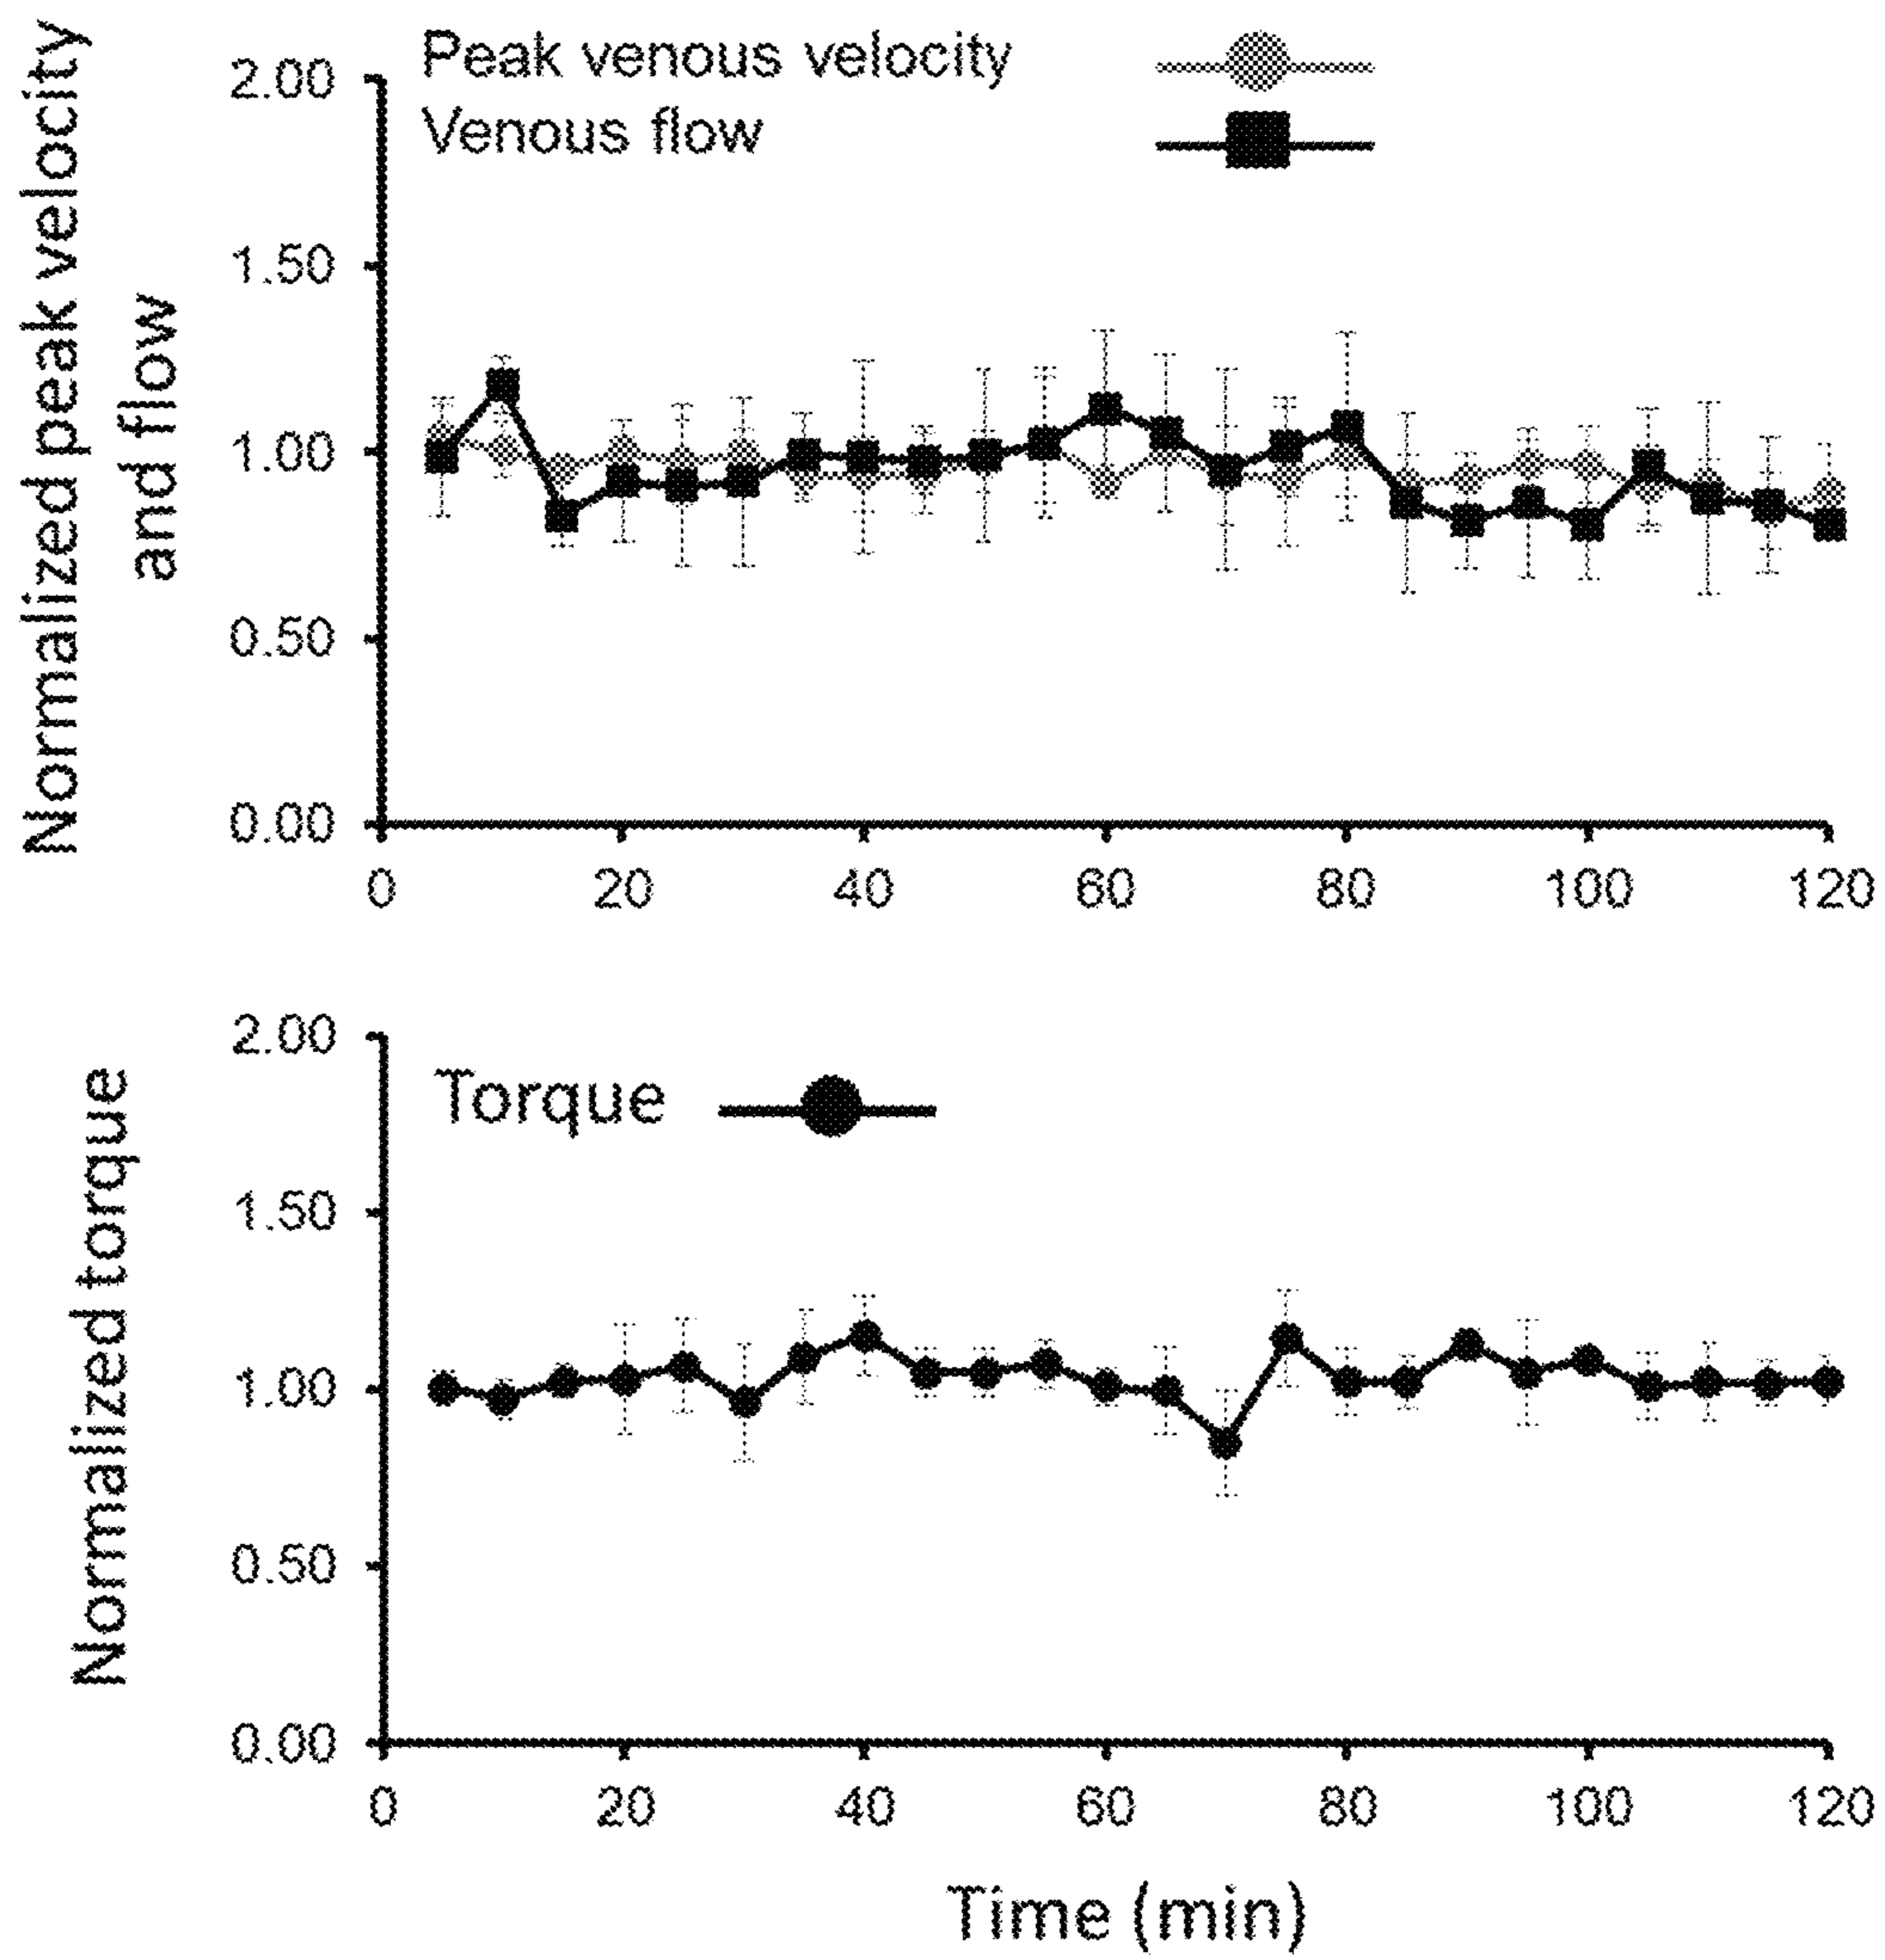 Normalized peak velocity
and flow
Peak venous velocity
Venous flow
2.00
1.50
1.00
0.50
0.00
0 20 40 60 80 100 120
Normalized torque
Torque
2.00
1.50
1.00
0.50
0.00
0 20 40 60 80 100 120
Time (min)